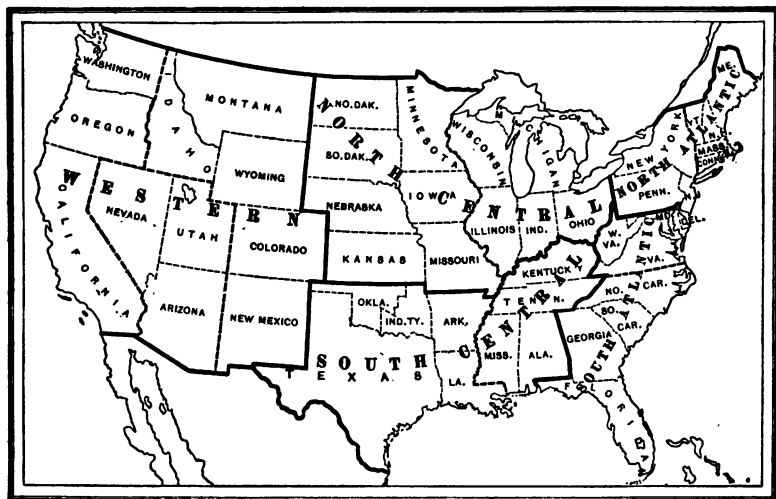 WASHINGTON
OREGON
CALIFORNIA
IDAHO
NEVADA
MONTANA
WYOMING
UTAH
COLORADO
ARIZONA
NEW MEXICO
WESTERN
NO. DAK.
SO. DAK.
NEBRASKA
KANSAS
MINNESOTA
IOWA
MISSOURI
WISCONSIN
MICHIGAN
ILLINOIS
IND.
OHIO
NORTH CENTRAL
OKLA.
IND. TY.
TEXAS
ARK.
LA.
KENTUCKY
TENN.
MISS.
ALA.
SOUTH CENTRAL
ME.
VT.
N.
MASS.
CONN.
NEW YORK
PENN.
N.J.
NORTH ATLANTIC
DEL.
MD.
W. VA.
VA.
NO. CAR.
SO. CAR.
GEORGIA
FLORIDA
SOUTH ATLANTIC